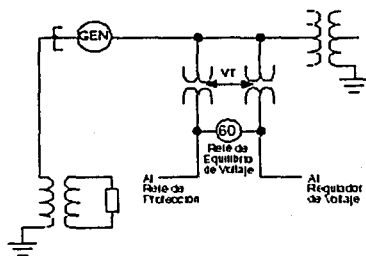 GEN
VT
60
Relé de
Equilibrio
de Voltaje
Al
Relé de
Protección
Al
Regulador
de Voltaje